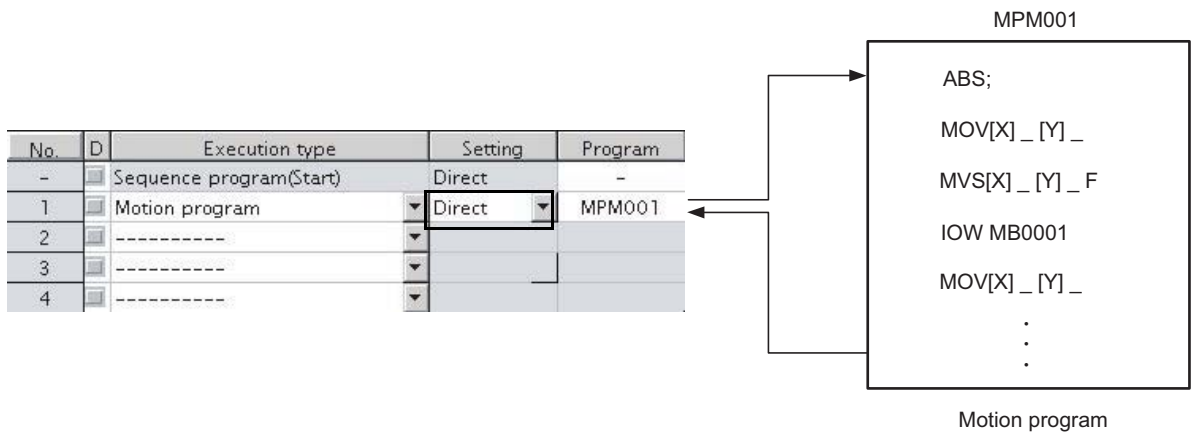 No. D Execution type Setting Program
- Sequence program(Start) Direct -
1 Motion program Direct MPM001
2 ----------
3 ----------
4 ----------
MPM001
ABS;
MOV[X] _ [Y] _
MVS[X] _ [Y] _ F
IOW MB0001
MOV[X] _ [Y] _
.
.
.
Motion program